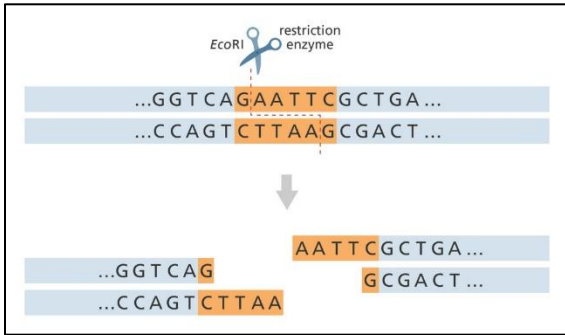 EcoRI
restriction
enzyme
...GGTCAGAATTCGCTGA...
...CCAGTCTTAAGCGACT...
AATTCGCTGA...
...GGTCAG
GCGACT...
...CCAGTCTTAA